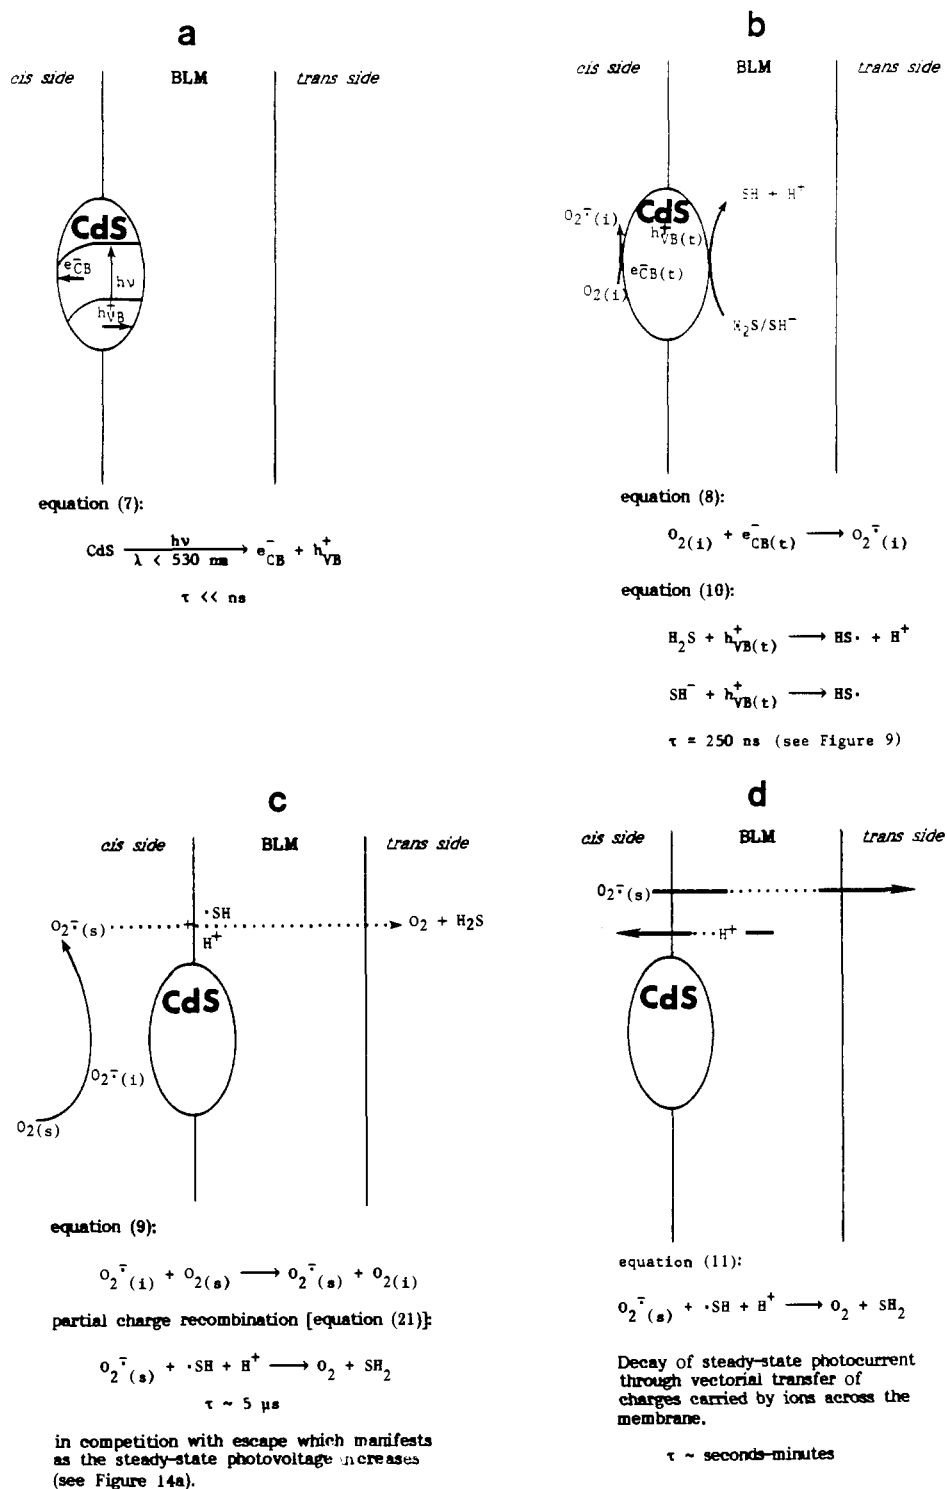 a
cis side BLM trans side
CdS
e⁻CB
hν
h⁺VB
equation (7):
CdS hν λ < 530 nm ⟶ e⁻CB + h⁺VB
τ << ns
b
cis side BLM trans side
SH + H⁺
O₂⁻·(i)
CdS
h⁺VB(t)
e⁻CB(t)
O₂(i)
H₂S/SH⁻
equation (8):
O₂(i) + e⁻CB(t) ⟶ O₂⁻·(i)
equation (10):
H₂S + h⁺VB(t) ⟶ HS· + H⁺
SH⁻ + h⁺VB(t) ⟶ HS·
τ = 250 ns (see Figure 9)
c
cis side BLM trans side
·SH
O₂⁻·(s) O₂ + H₂S
H⁺
CdS
O₂⁻·(i)
O₂(s)
equation (9):
O₂⁻·(i) + O₂(s) ⟶ O₂⁻·(s) + O₂(i)
partial charge recombination [equation (21)]:
O₂⁻·(s) + ·SH + H⁺ ⟶ O₂ + SH₂
τ ~ 5 μs
in competition with escape which manifests
as the steady-state photovoltage increases
(see Figure 14a).
d
cis side BLM trans side
O₂⁻·(s)
H⁺
CdS
equation (11):
O₂⁻·(s) + ·SH + H⁺ ⟶ O₂ + SH₂
Decay of steady-state photocurrent
through vectorial transfer of
charges carried by ions across the
membrane.
τ ~ seconds-minutes